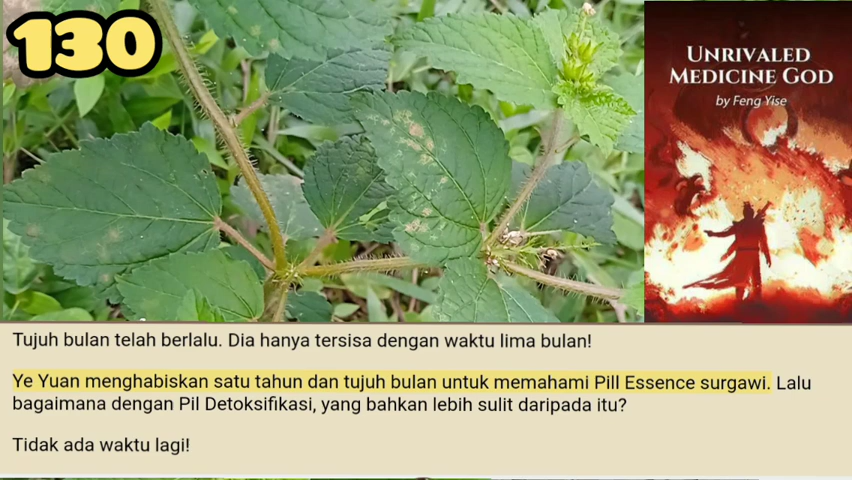 130
UNRIVALED
MEDICINE GOD
by Feng Yise
Tujuh bulan telah berlalu. Dia hanya tersisa dengan waktu lima bulan!
Ye Yuan menghabiskan satu tahun dan tujuh bulan untuk memahami Pill Essence surgawi. Lalu
bagaimana dengan Pil Detoksifikasi, yang bahkan lebih sulit daripada itu?
Tidak ada waktu lagi!